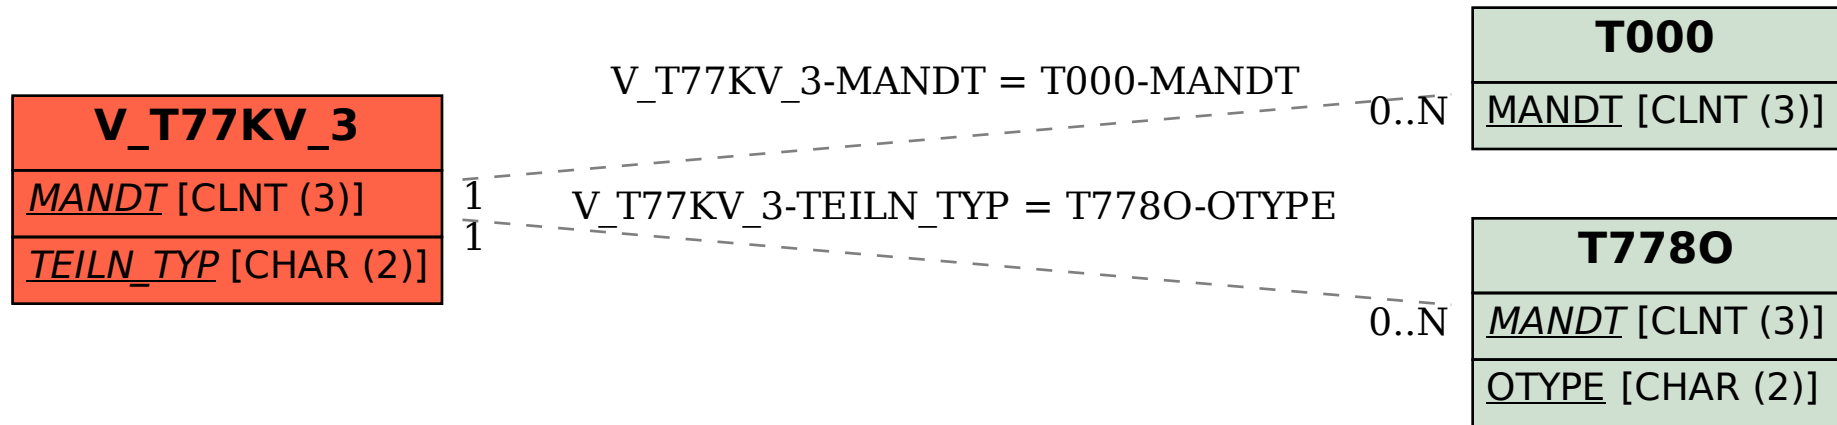 V_T77KV_3
MANDT [CLNT (3)]
TEILN_TYP [CHAR (2)]
V_T77KV_3-MANDT = T000-MANDT
1
0..N
V_T77KV_3-TEILN_TYP = T778O-OTYPE
1
0..N
T000
MANDT [CLNT (3)]
T778O
MANDT [CLNT (3)]
OTYPE [CHAR (2)]